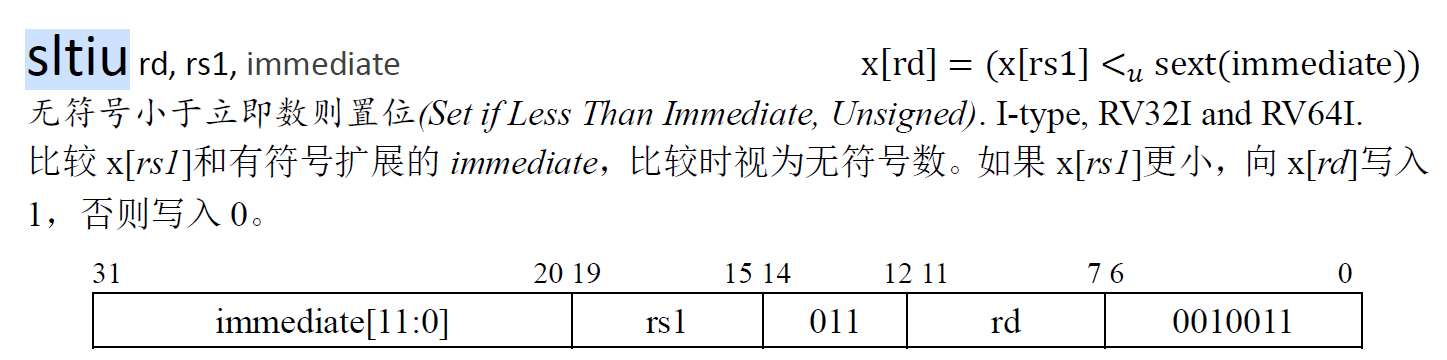 sltiu rd, rs1, immediate x[rd] = (x[rs1] <u sext(immediate))
无符号小于立即数则置位(Set if Less Than Immediate, Unsigned). I-type, RV32I and RV64I.
比较 x[rs1]和有符号扩展的 immediate，比较时视为无符号数。如果 x[rs1]更小，向 x[rd]写入
1，否则写入 0。
31 20 19 15 14 12 11 7 6 0
immediate[11:0] rs1 011 rd 0010011